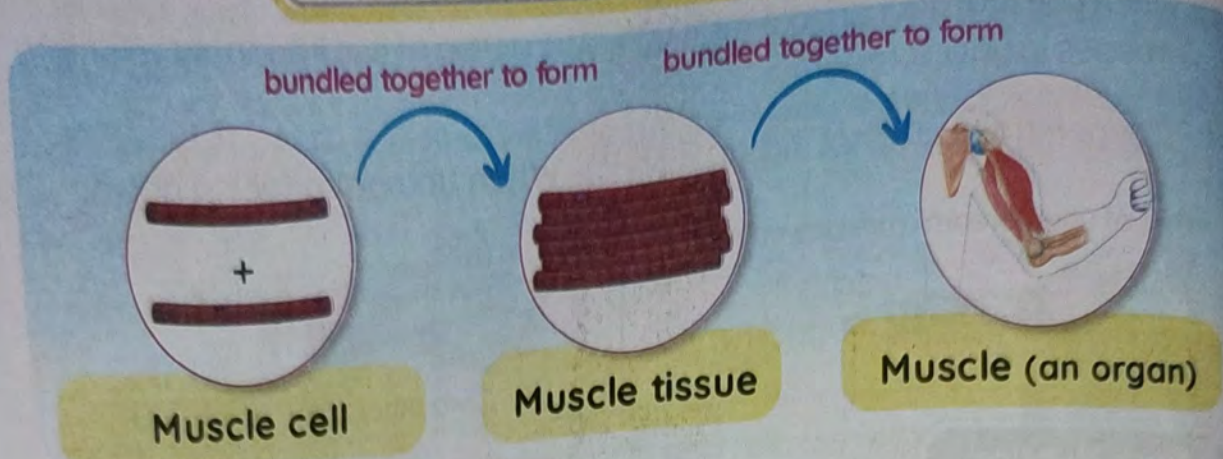 bundled together to form
bundled together to form
+
Muscle cell
Muscle tissue
Muscle (an organ)